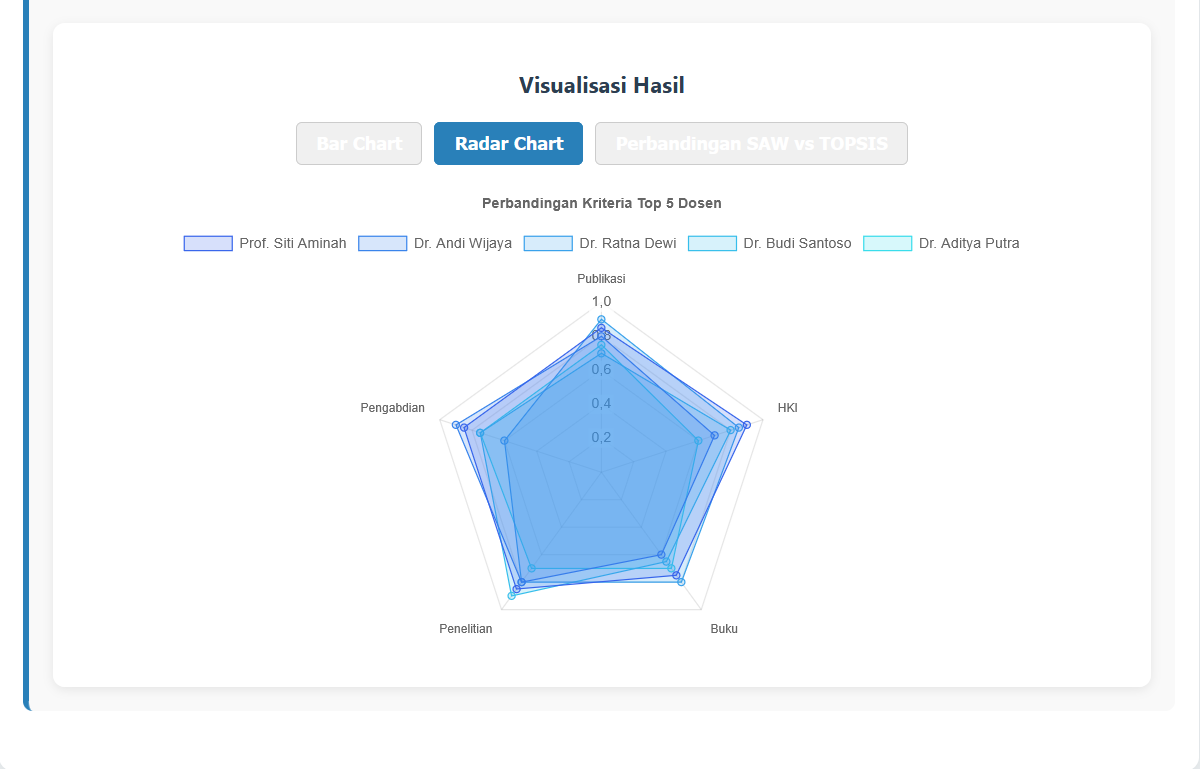 Visualisasi Hasil
Bar Chart Radar Chart Perbandingan SAW vs TOPSIS
Perbandingan Kriteria Top 5 Dosen
Prof. Siti Aminah Dr. Andi Wijaya Dr. Ratna Dewi Dr. Budi Santoso Dr. Aditya Putra
Publikasi
1,0
0,8
0,6
0,4
0,2
Pengabdian HKI
Penelitian Buku